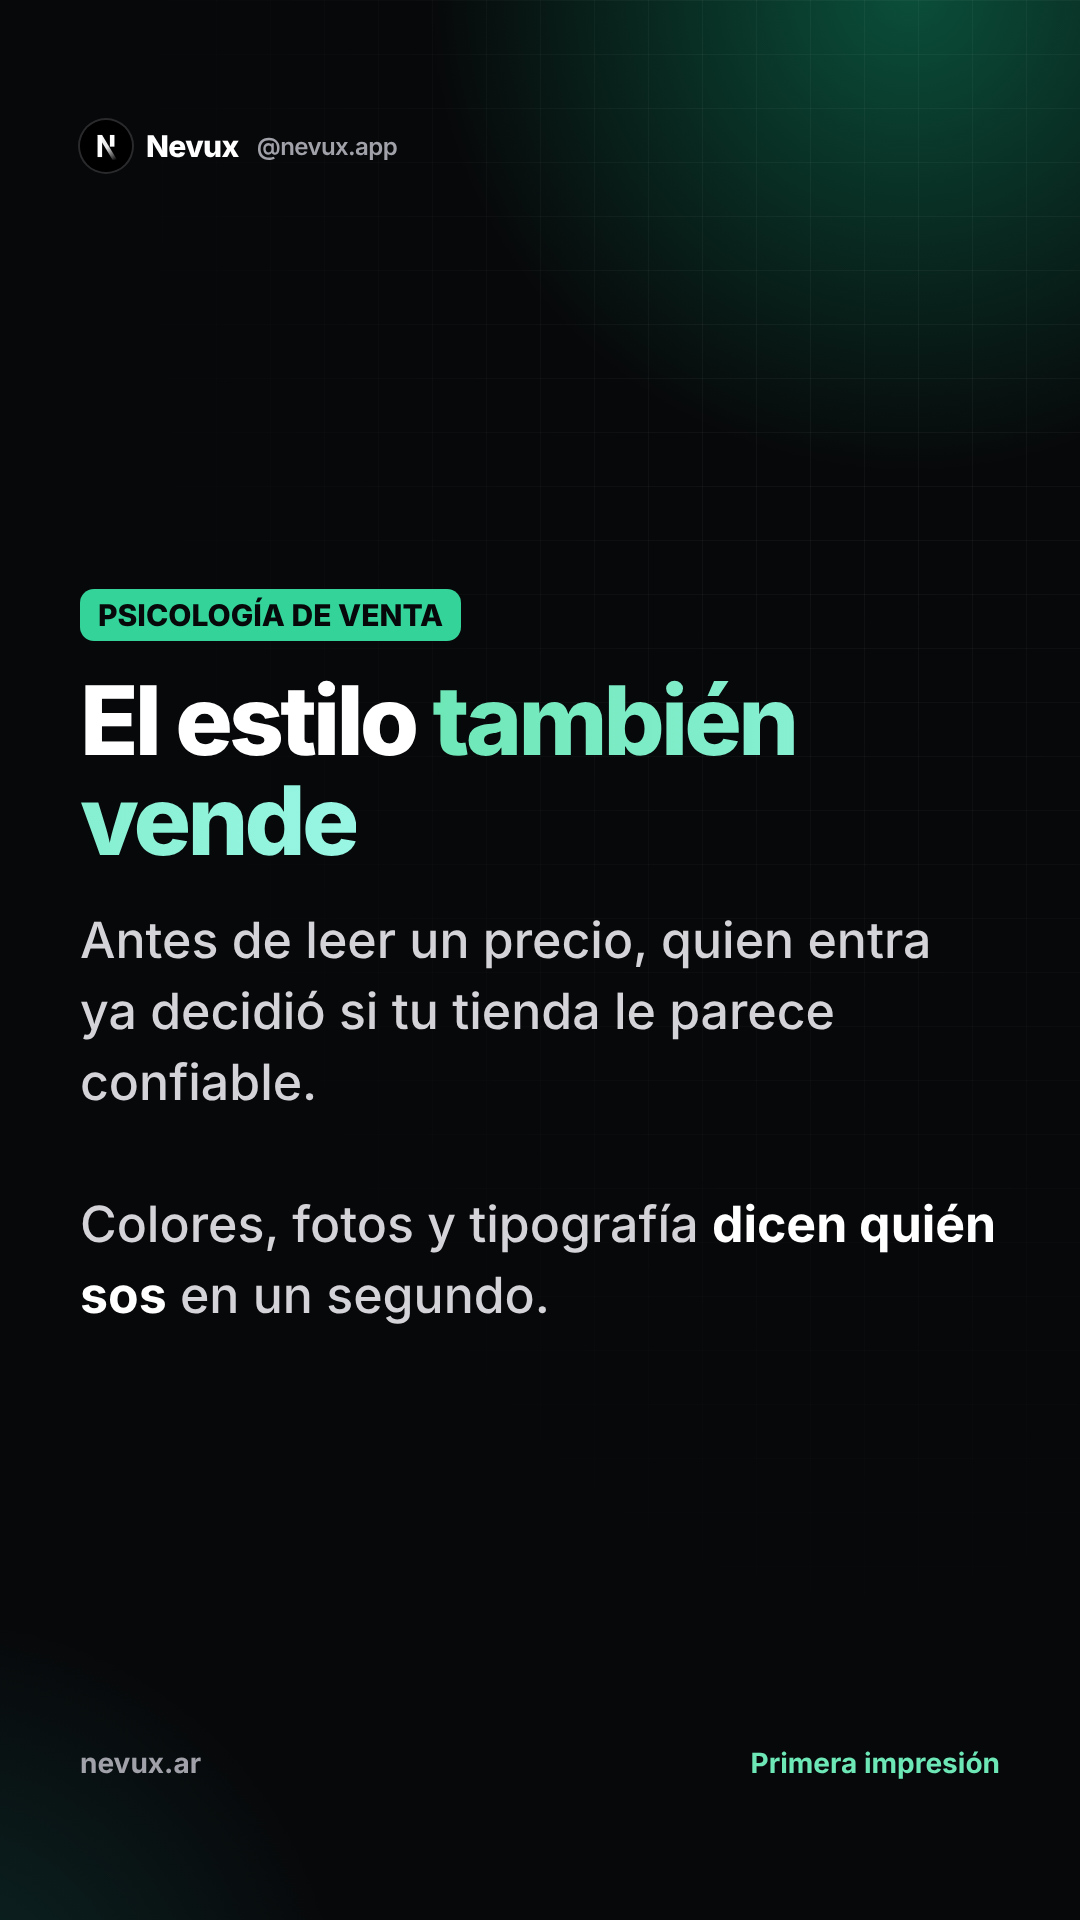 N Nevux @nevux.app
PSICOLOGÍA DE VENTA
El estilo también
vende
Antes de leer un precio, quien entra
ya decidió si tu tienda le parece
confiable.
Colores, fotos y tipografía dicen quién
sos en un segundo.
nevux.ar Primera impresión